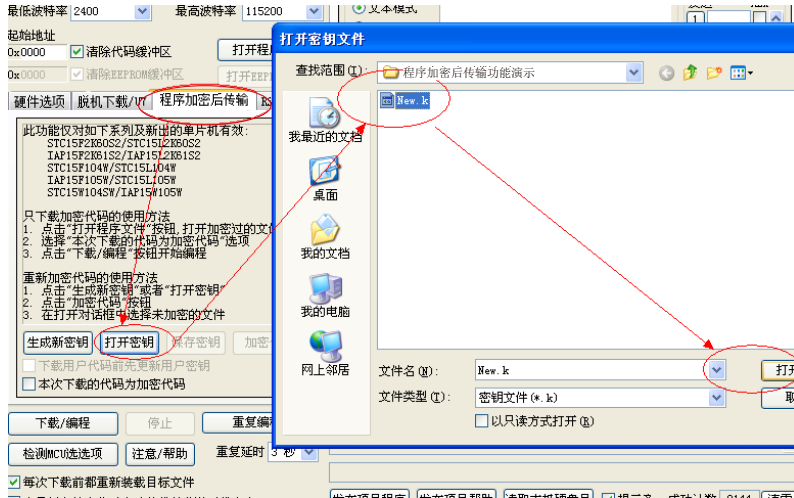 最低波特率 2400 最高波特率 115200 文本模式
起始地址
0x0000 清除代码缓冲区 打开程
0x0000 清除EEPROM缓冲区 打开EEP
硬件选项 脱机下载/U7 程序加密后传输
此功能仅对如下系列及新出的单片机有效:
STC15F2K60S2/STC15L2K60S2
IAP15F2K61S2/IAP15L2K61S2
STC15F104W/STC15L104W
IAP15F105W/STC15L105W
STC15W104SW/IAP15W105W
只下载加密代码的使用方法
1. 点击"打开程序文件"按钮,打开加密过的文
2. 选择"本次下载的代码为加密代码"选项
3. 点击"下载/编程"按钮开始编程
重新加密代码的使用方法
1. 点击"生成新密钥"或者"打开密钥"
2. 点击"加密代码"按钮
3. 在打开对话框中选择未加密的文件
生成新密钥 打开密钥 保存密钥 加密
下载用户代码前先更新用户密钥
本次下载的代码为加密代码
下载/编程 停止 重复编
检测MCU选项 注意/帮助 重复延时 3 秒
每次下载前都重新装载目标文件
打开密钥文件
查找范围(I): 程序加密后传输功能演示
New.k
我最近的文档
桌面
我的文档
我的电脑
网上邻居
文件名(N): New.k 打开
文件类型(T): 密钥文件(*.k) 取
以只读方式打开(R)